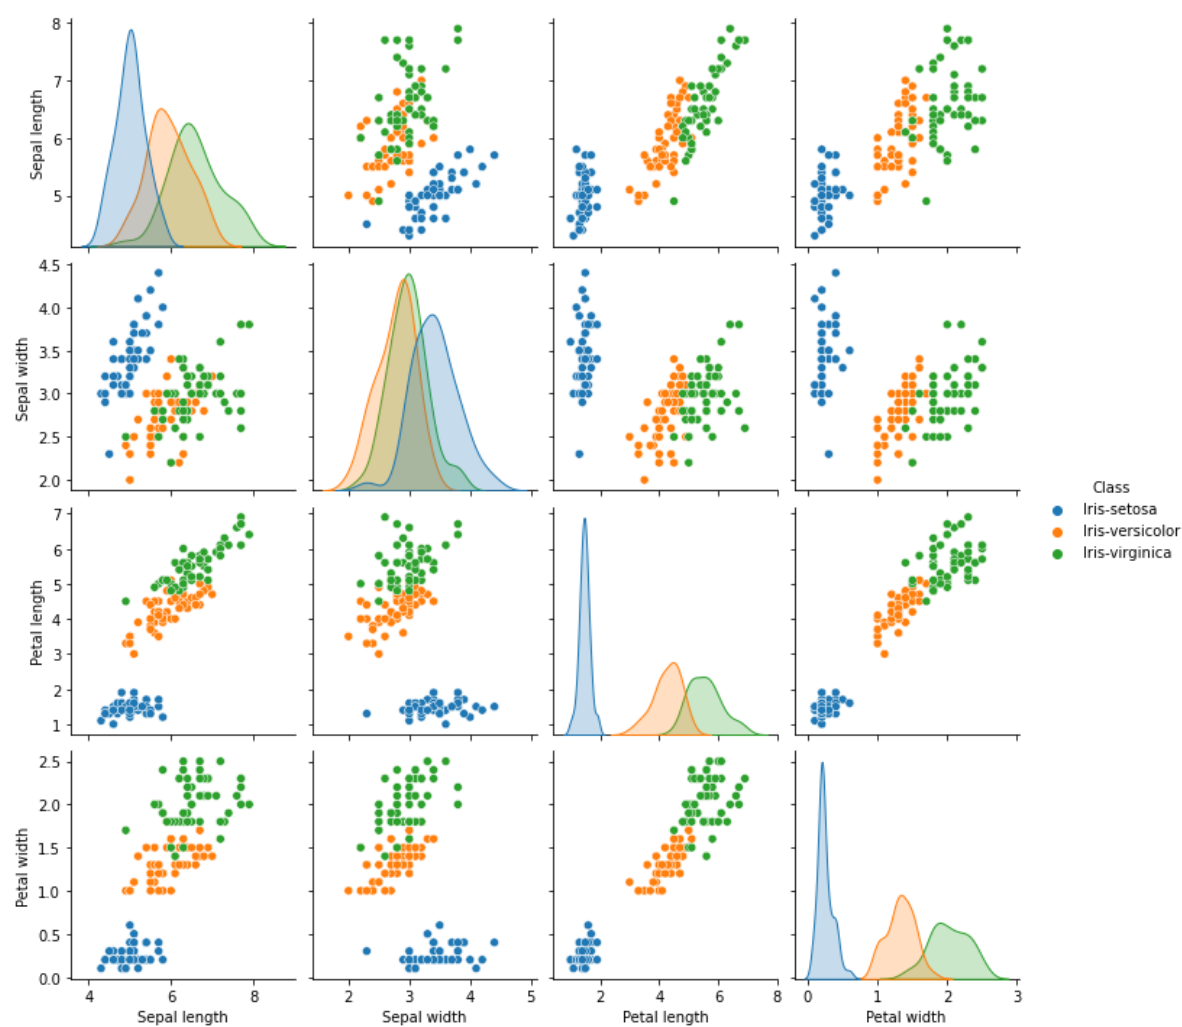 8
7
6
5
Sepal length
4.5
4.0
3.5
3.0
2.5
2.0
Sepal width
Class
Iris-setosa
Iris-versicolor
Iris-virginica
7
6
5
4
3
2
1
Petal length
2.5
2.0
1.5
1.0
0.5
0.0
Petal width
4 6 8
Sepal length
2 3 4 5
Sepal width
2 4 6 8
Petal length
0 1 2 3
Petal width